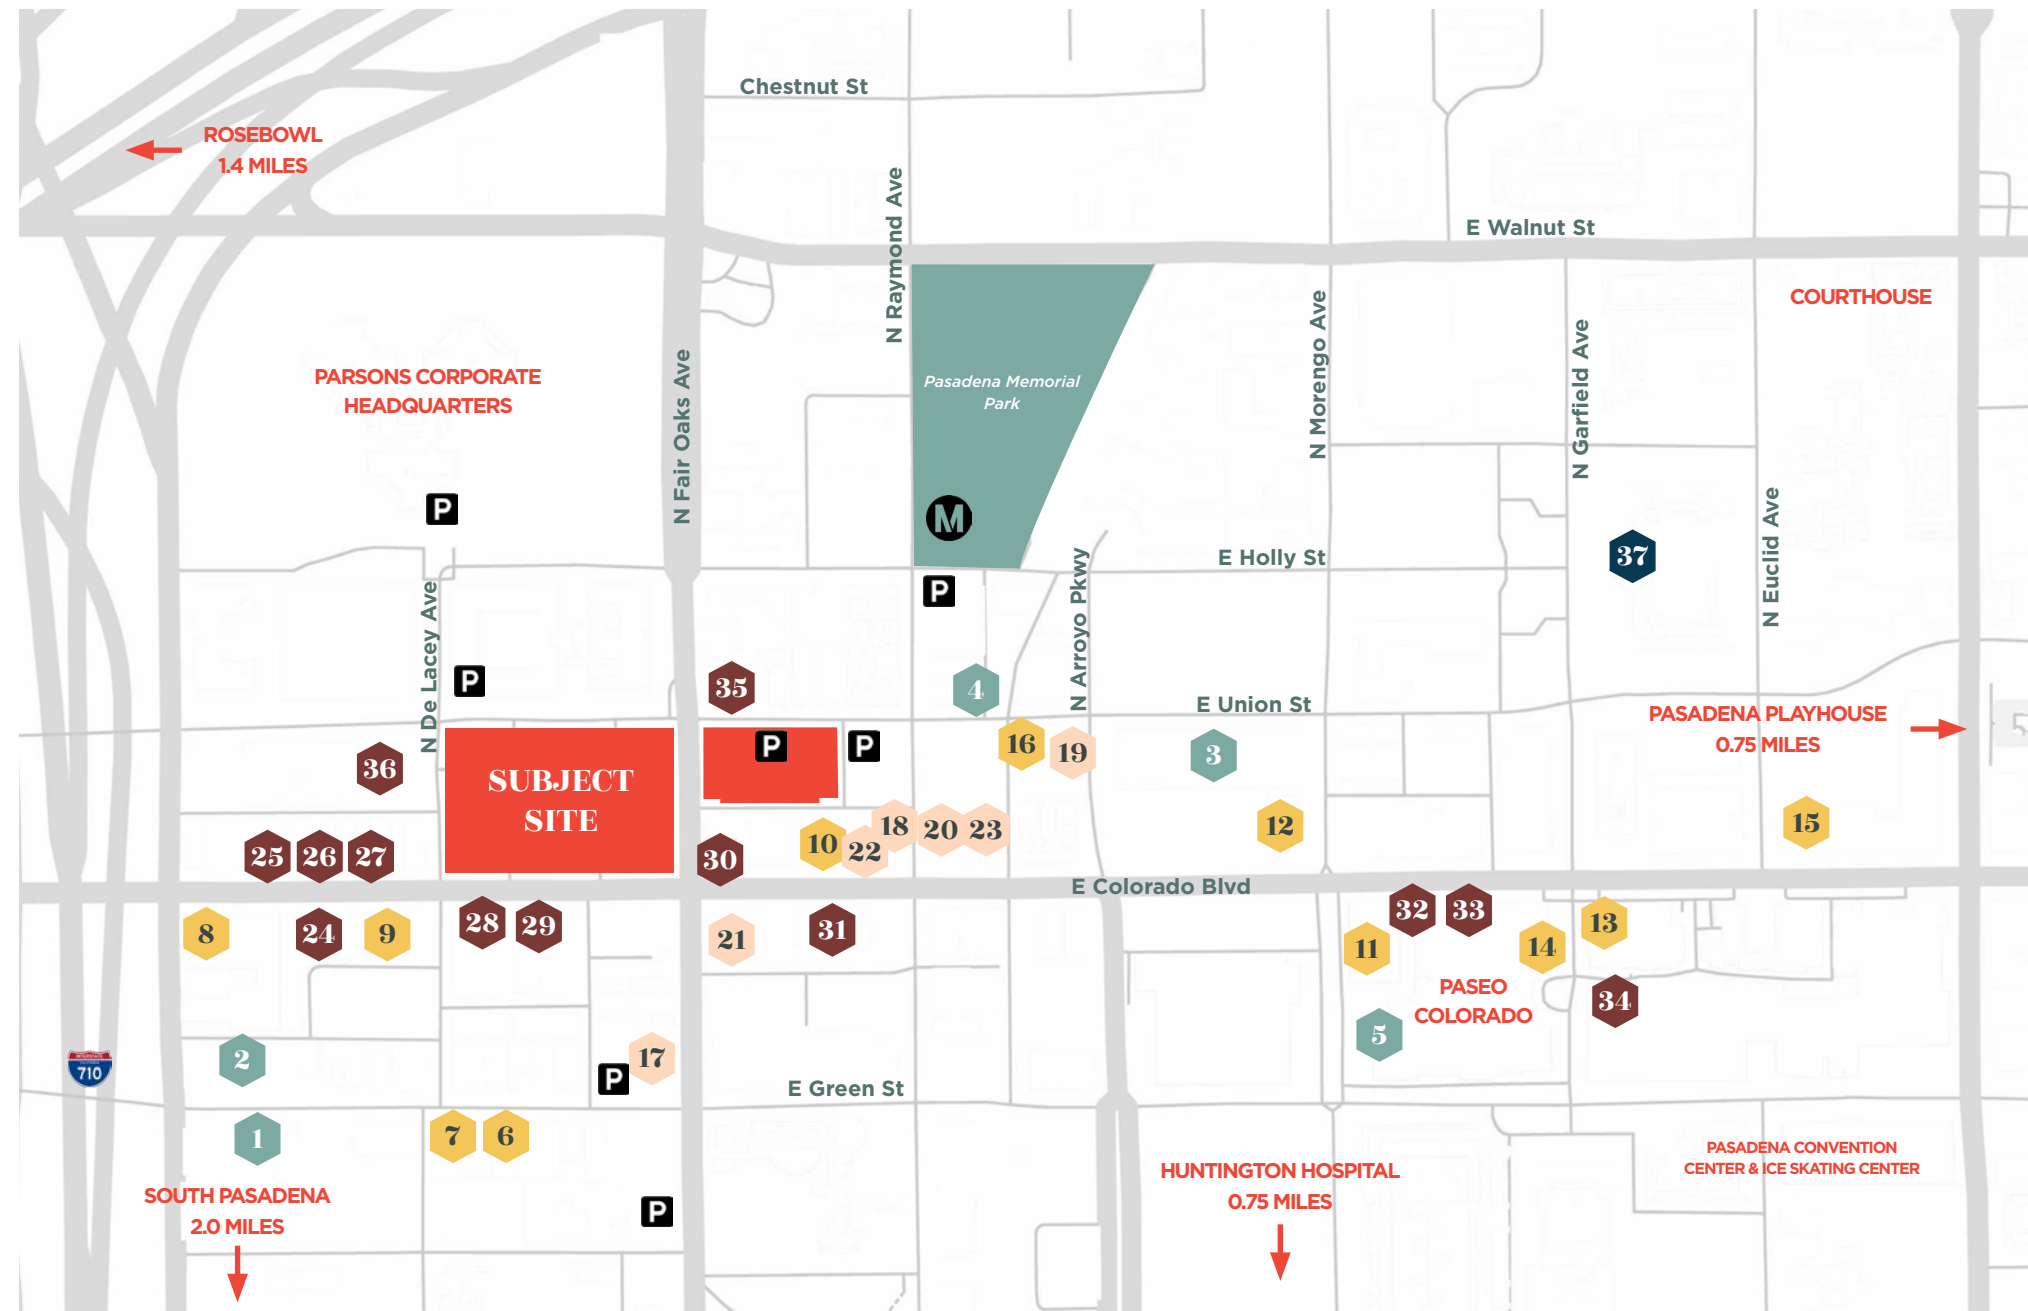 Chestnut St
ROSEBOWL
1.4 MILES
N Raymond Ave
E Walnut St
COURTHOUSE
PARSONS CORPORATE
HEADQUARTERS
N Fair Oaks Ave
Pasadena Memorial
Park
N Morengo Ave
N Garfield Ave
P
M
E Holly St
37
N Euclid Ave
P
N De Lacey Ave
P
35
4
N Arroyo Pkwy
E Union St
PASADENA PLAYHOUSE
0.75 MILES
36
SUBJECT
SITE
P
P
16
19
3
25
26
27
30
10
22
18
20
23
12
15
E Colorado Blvd
8
24
9
28
29
21
31
11
32
33
14
13
PASEO
COLORADO
34
5
2
INTERSTATE
710
P
17
E Green St
1
7
6
PASADENA CONVENTION
CENTER & ICE SKATING CENTER
SOUTH PASADENA
2.0 MILES
P
HUNTINGTON HOSPITAL
0.75 MILES